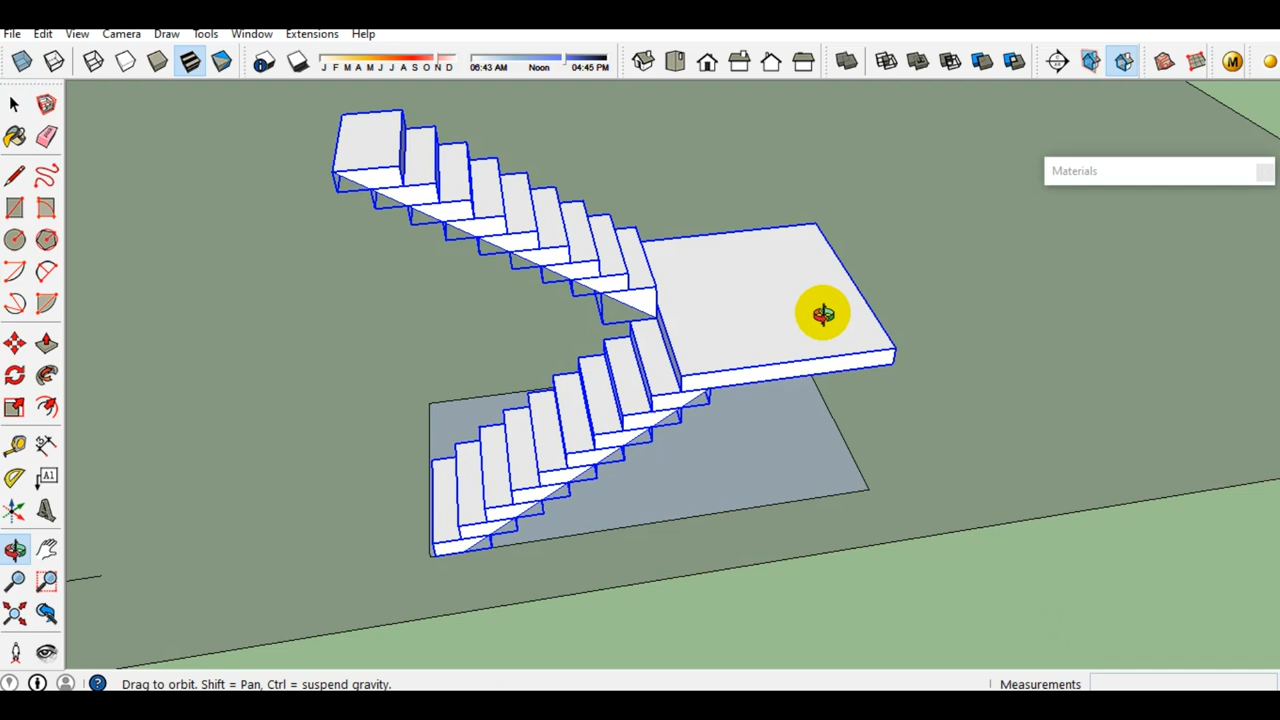 File Edit View Camera Draw Tools Window Extensions Help
J F M A M J J A S O N D 06:43 AM Noon 04:45 PM
M
Materials
A1
Drag to orbit. Shift = Pan, Ctrl = suspend gravity. Measurements